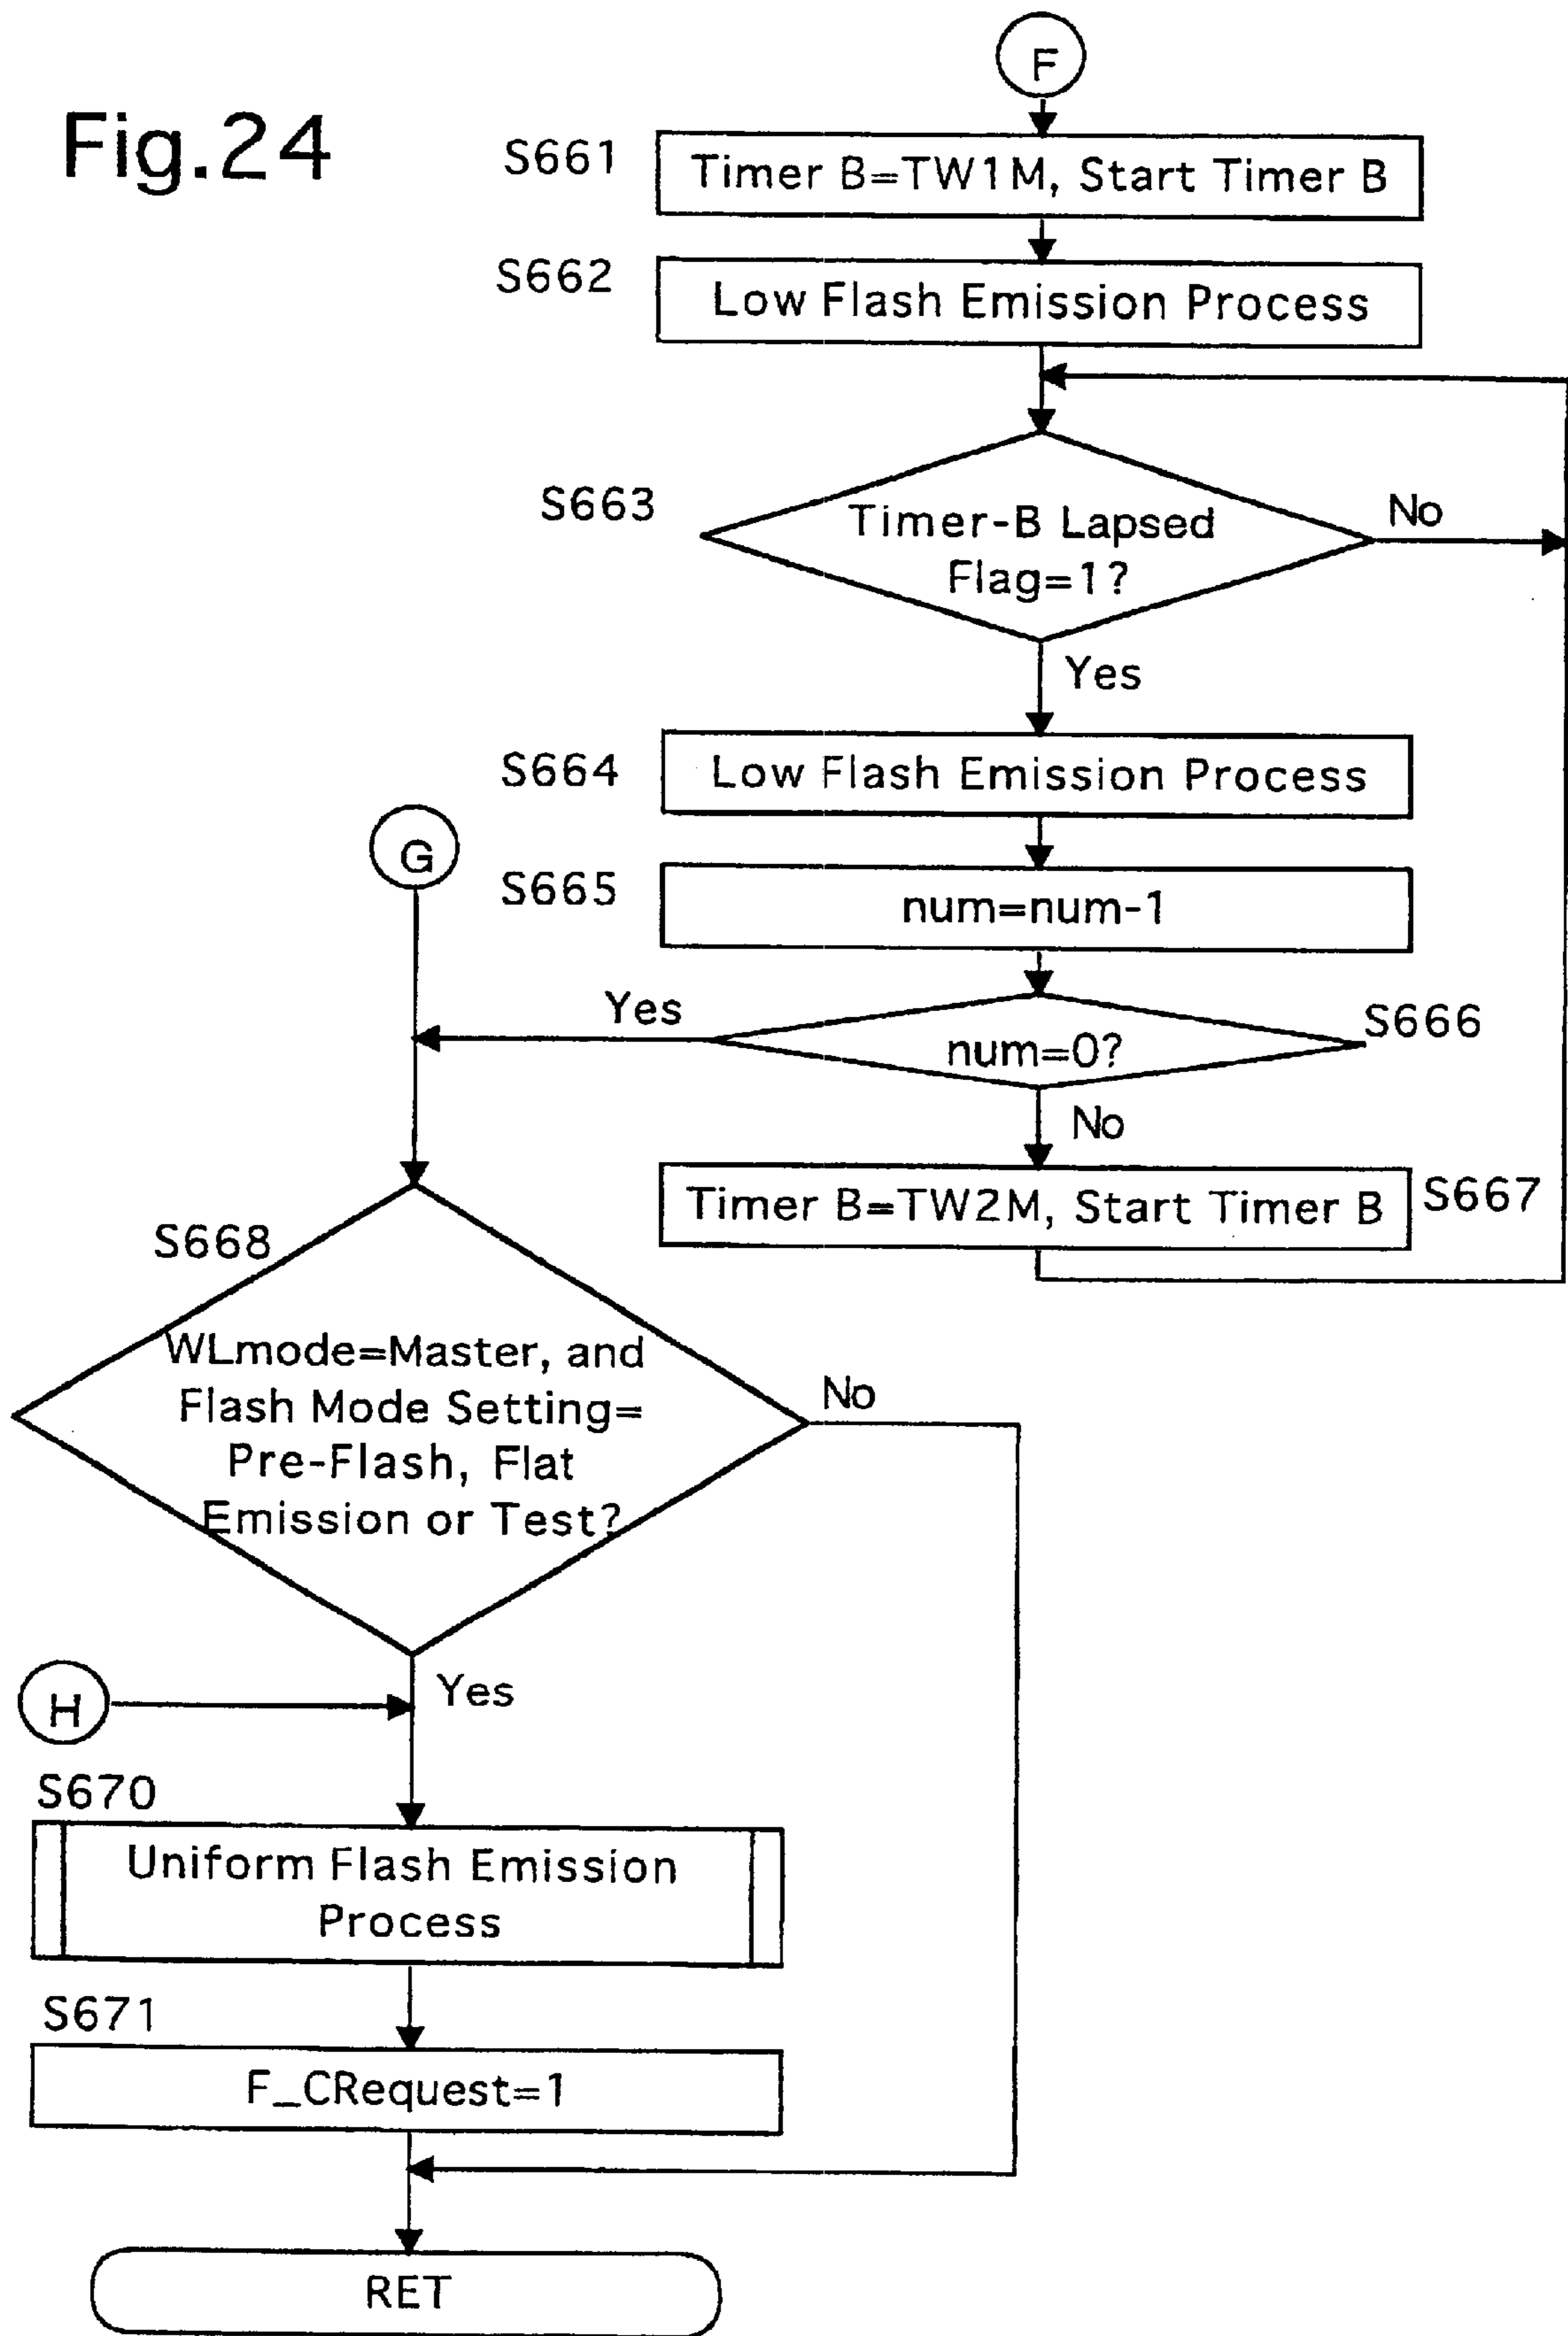 Fig.24
F
S661
Timer B=TW1M, Start Timer B
S662
Low Flash Emission Process
S663
Timer-B Lapsed
Flag=1?
No
Yes
S664
Low Flash Emission Process
G
S665
num=num-1
Yes
num=0?
S666
No
Timer B=TW2M, Start Timer B
S667
S668
WLmode=Master, and
Flash Mode Setting=
Pre-Flash, Flat
Emission or Test?
No
Yes
H
S670
Uniform Flash Emission
Process
S671
F_CRequest=1
RET